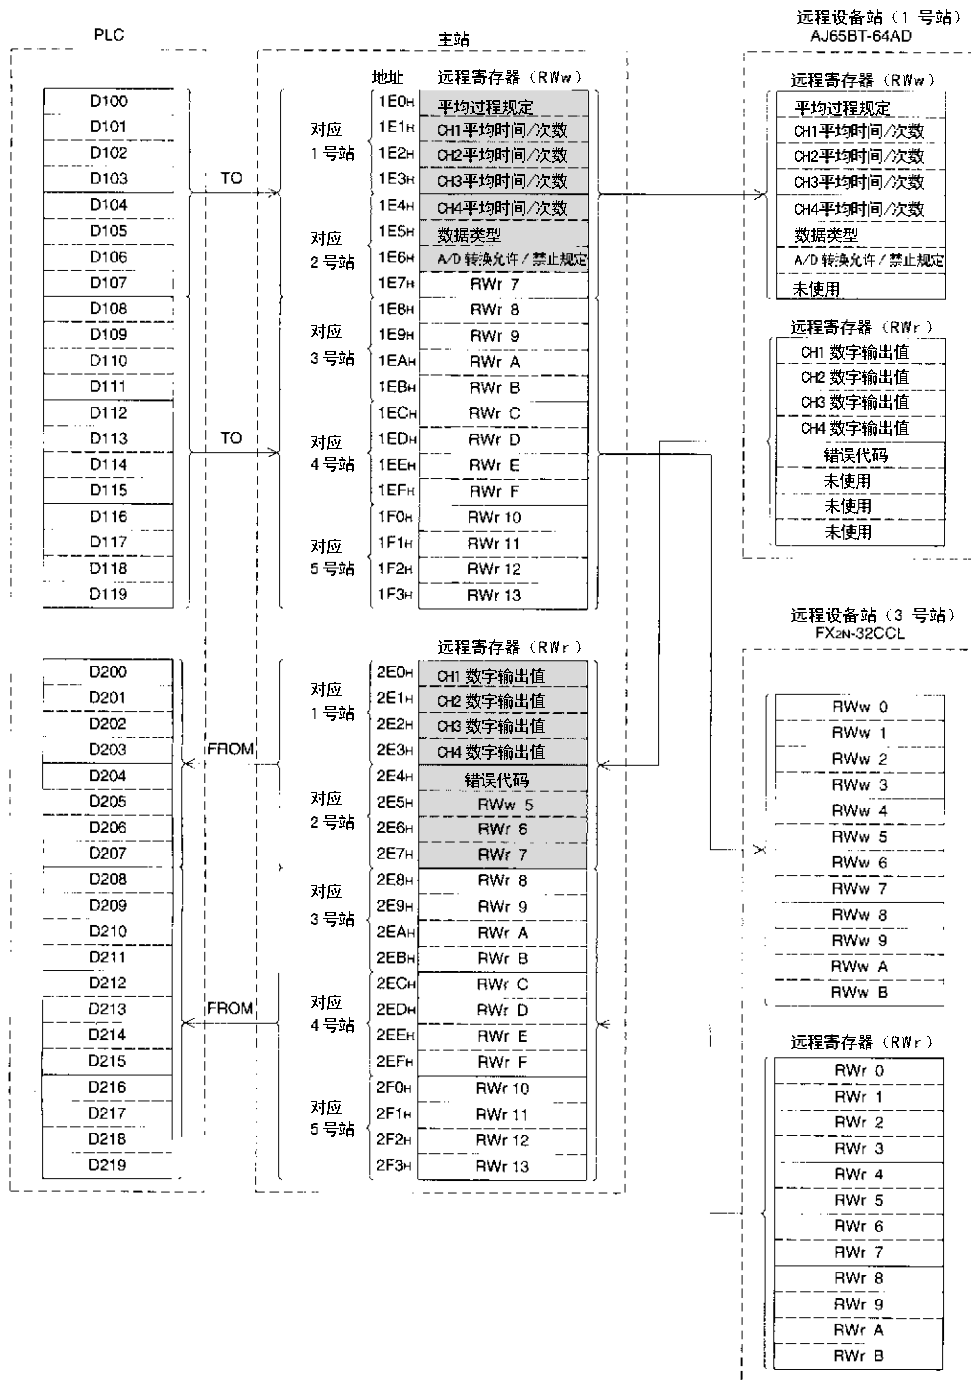 PLC
D100
D101
D102
D103
D104
D105
D106
D107
D108
D109
D110
D111
D112
D113
D114
D115
D116
D117
D118
D119
TO
TO
D200
D201
D202
D203
D204
D205
D206
D207
D208
D209
D210
D211
D212
D213
D214
D215
D216
D217
D218
D219
FROM
FROM
主站
地址 远程寄存器（RWw）
对应
1 号站
对应
2 号站
对应
3 号站
对应
4 号站
对应
5 号站
1E0H 平均过程规定
1E1H CH1平均时间/次数
1E2H CH2平均时间/次数
1E3H CH3平均时间/次数
1E4H CH4平均时间/次数
1E5H 数据类型
1E6H A/D 转换允许/禁止规定
1E7H RWr 7
1E8H RWr 8
1E9H RWr 9
1EAH RWr A
1EBH RWr B
1ECH RWr C
1EDH RWr D
1EEH RWr E
1EFH RWr F
1F0H RWr 10
1F1H RWr 11
1F2H RWr 12
1F3H RWr 13
远程寄存器（RWr）
对应
1 号站
对应
2 号站
对应
3 号站
对应
4 号站
对应
5 号站
2E0H CH1 数字输出值
2E1H CH2 数字输出值
2E2H CH3 数字输出值
2E3H CH4 数字输出值
2E4H 错误代码
2E5H RWw 5
2E6H RWr 6
2E7H RWr 7
2E8H RWr 8
2E9H RWr 9
2EAH RWr A
2EBH RWr B
2ECH RWr C
2EDH RWr D
2EEH RWr E
2EFH RWr F
2F0H RWr 10
2F1H RWr 11
2F2H RWr 12
2F3H RWr 13
远程设备站（1 号站）
AJ65BT-64AD
远程寄存器（RWw）
平均过程规定
CH1平均时间/次数
CH2平均时间/次数
CH3平均时间/次数
CH4平均时间/次数
数据类型
A/D 转换允许/禁止规定
未使用
远程寄存器（RWr）
CH1 数字输出值
CH2 数字输出值
CH3 数字输出值
CH4 数字输出值
错误代码
未使用
未使用
未使用
远程设备站（3 号站）
FX2N-32CCL
RWw 0
RWw 1
RWw 2
RWw 3
RWw 4
RWw 5
RWw 6
RWw 7
RWw 8
RWw 9
RWw A
RWw B
远程寄存器（RWr）
RWr 0
RWr 1
RWr 2
RWr 3
RWr 4
RWr 5
RWr 6
RWr 7
RWr 8
RWr 9
RWr A
RWr B